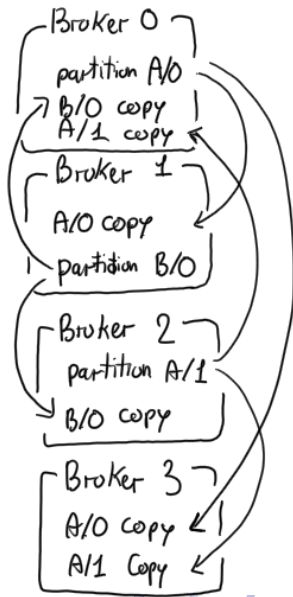 Broker 0
partition A/0
B/0 copy
A/1 copy
Broker 1
A/0 copy
partition B/0
Broker 2
partition A/1
B/0 copy
Broker 3
A/0 copy
A/1 Copy